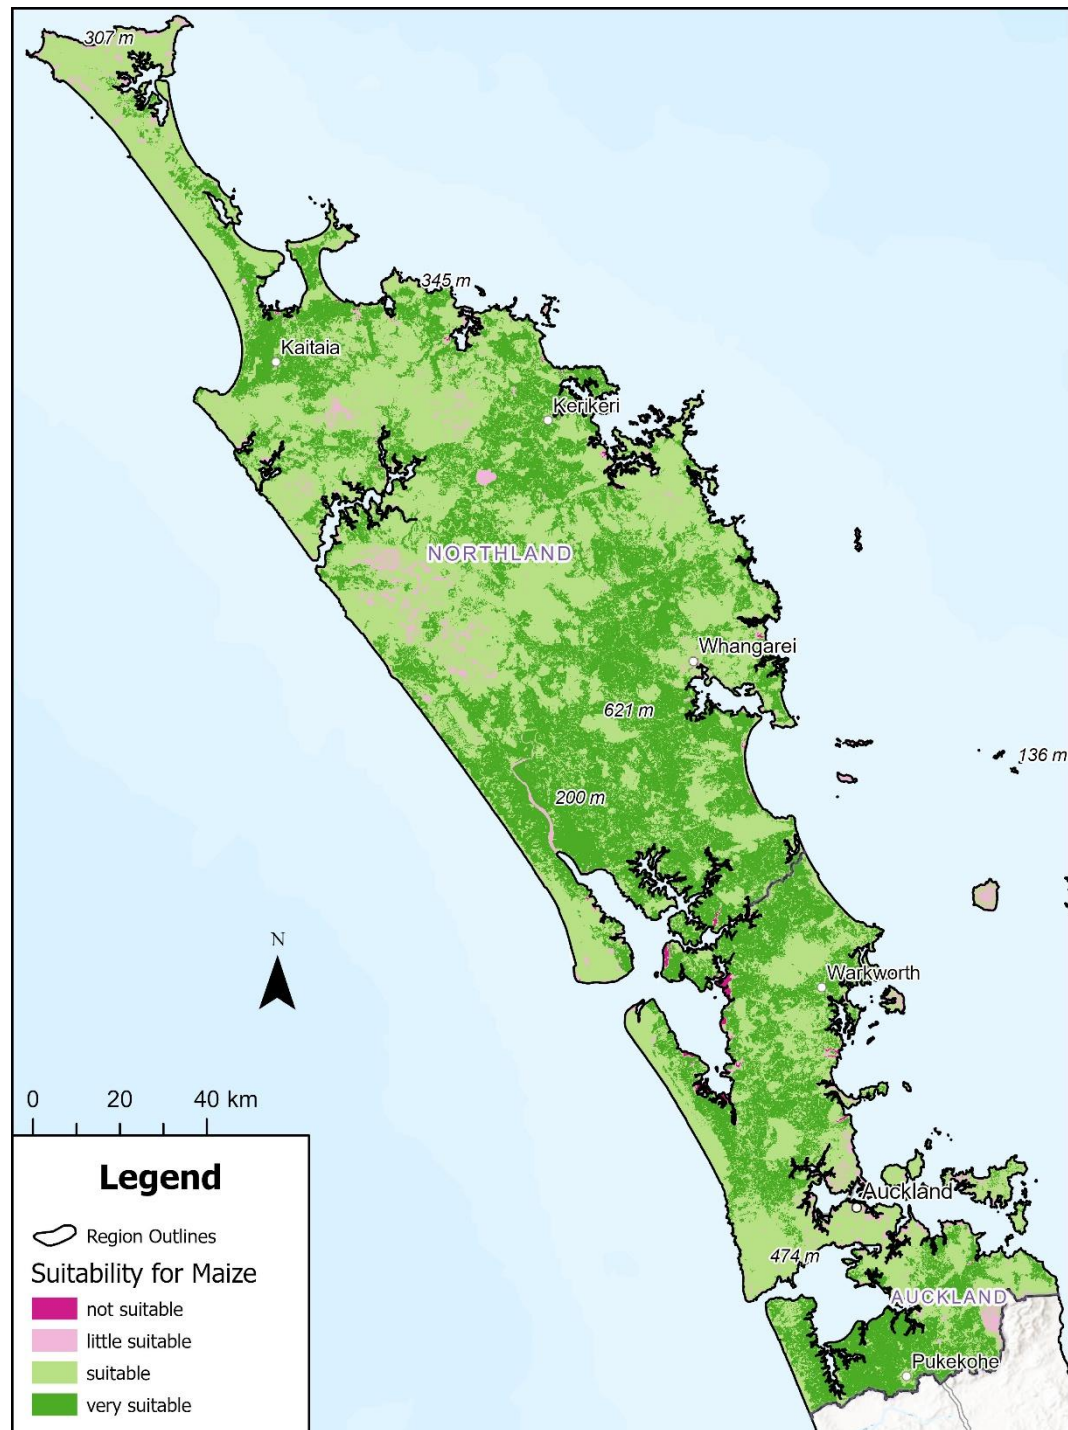 307 m
345 m
Kaitaia
Kerikeri
NORTHLAND
Whangarei
621 m
136 m
200 m
N
Warkworth
0 20 40 km
Auckland
474 m
AUCKLAND
Pukekohe
Legend
Region Outlines
Suitability for Maize
not suitable
little suitable
suitable
very suitable